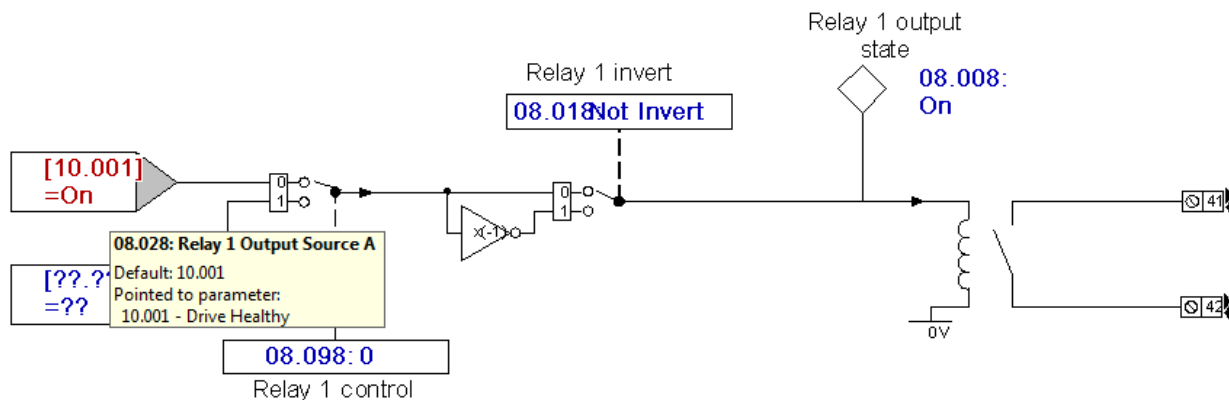 Relay 1 output
state
08.008:
On
Relay 1 invert
08.018 Not Invert
[10.001]
=On
0
1
0
1
x(-1)
41
08.028: Relay 1 Output Source A
Default: 10.001
Pointed to parameter:
10.001 - Drive Healthy
[??.??
=??
42
0V
08.098: 0
Relay 1 control